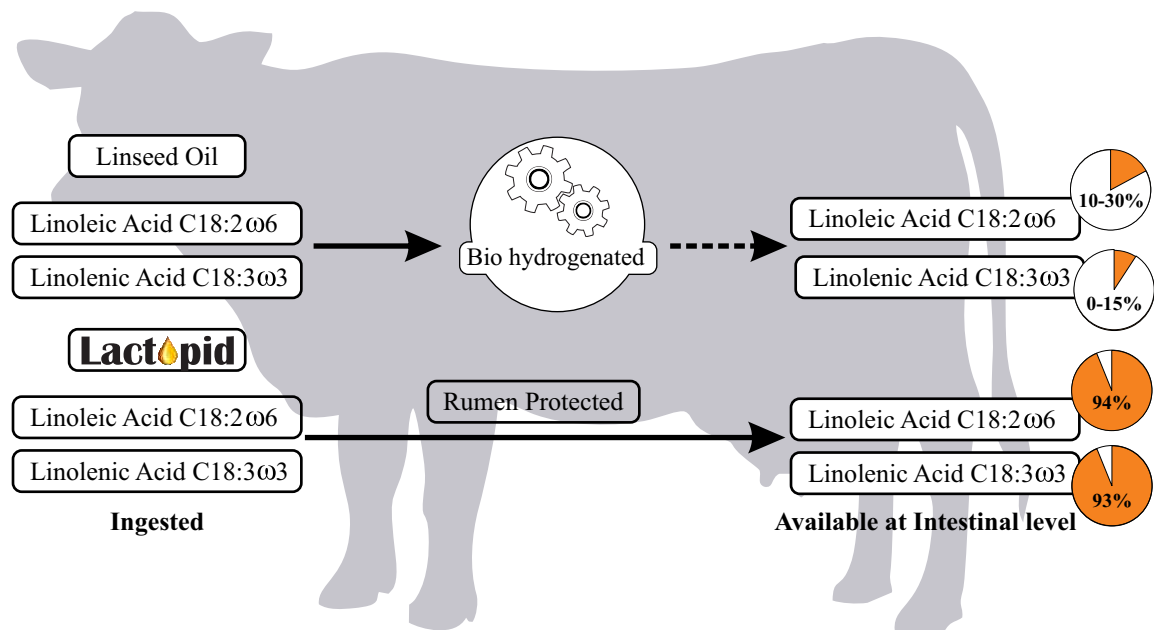 Linseed Oil
Linoleic Acid C18:2ω6
Linolenic Acid C18:3ω3
Bio hydrogenated
Linoleic Acid C18:2ω6
10-30%
Linolenic Acid C18:3ω3
0-15%
Lactopid
Linoleic Acid C18:2ω6
Linolenic Acid C18:3ω3
Rumen Protected
Linoleic Acid C18:2ω6
94%
Linolenic Acid C18:3ω3
93%
Ingested
Available at Intestinal level